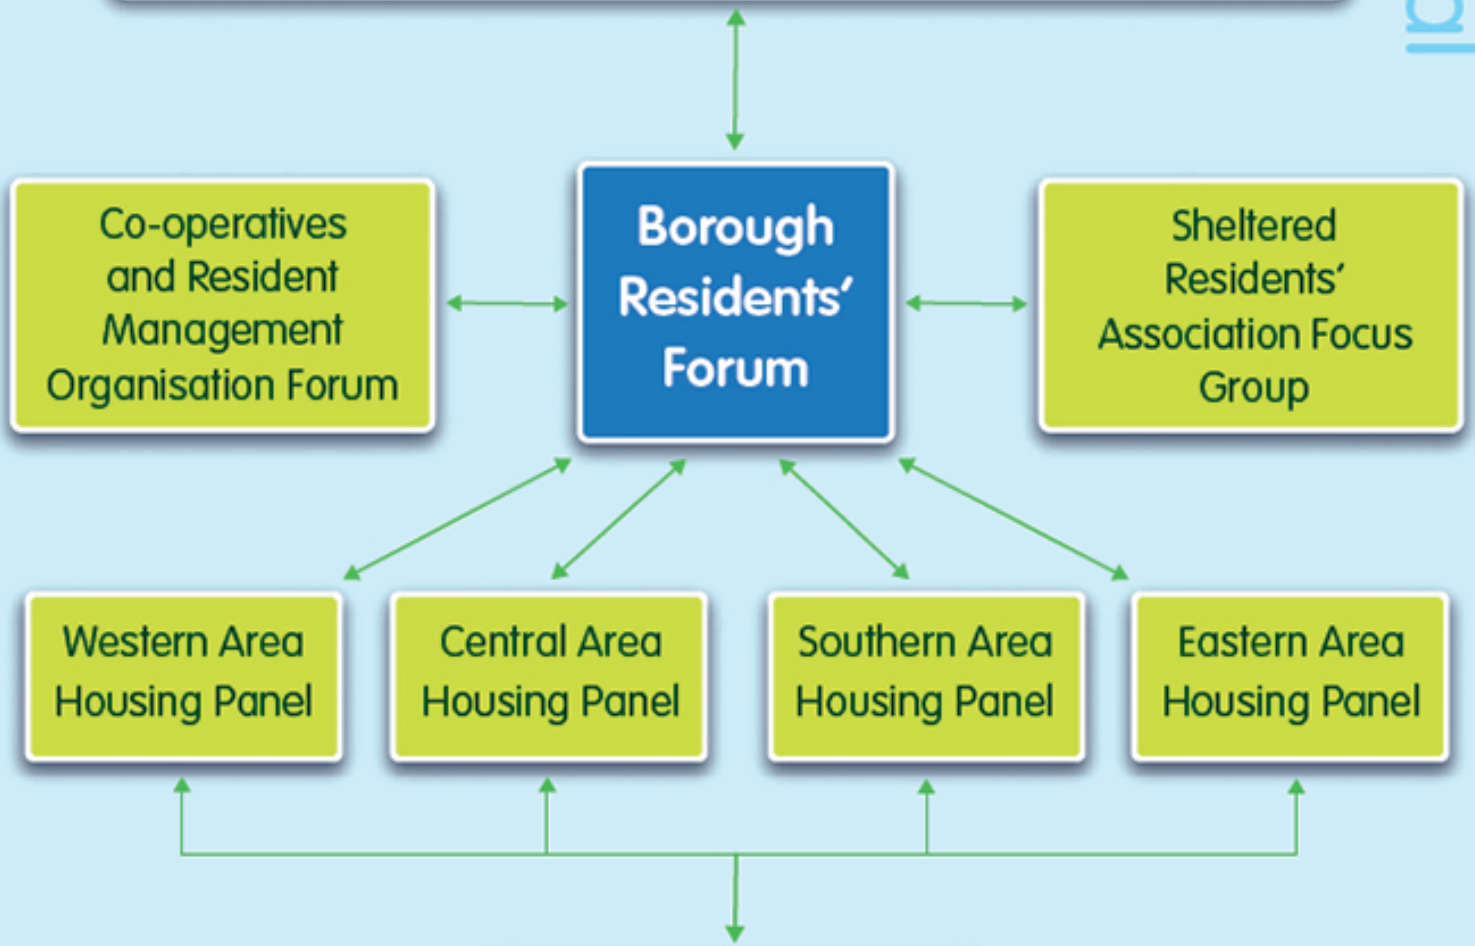 Co-operatives
and Resident
Management
Organisation Forum
Borough
Residents'
Forum
Sheltered
Residents'
Association Focus
Group
Western Area
Housing Panel
Central Area
Housing Panel
Southern Area
Housing Panel
Eastern Area
Housing Panel